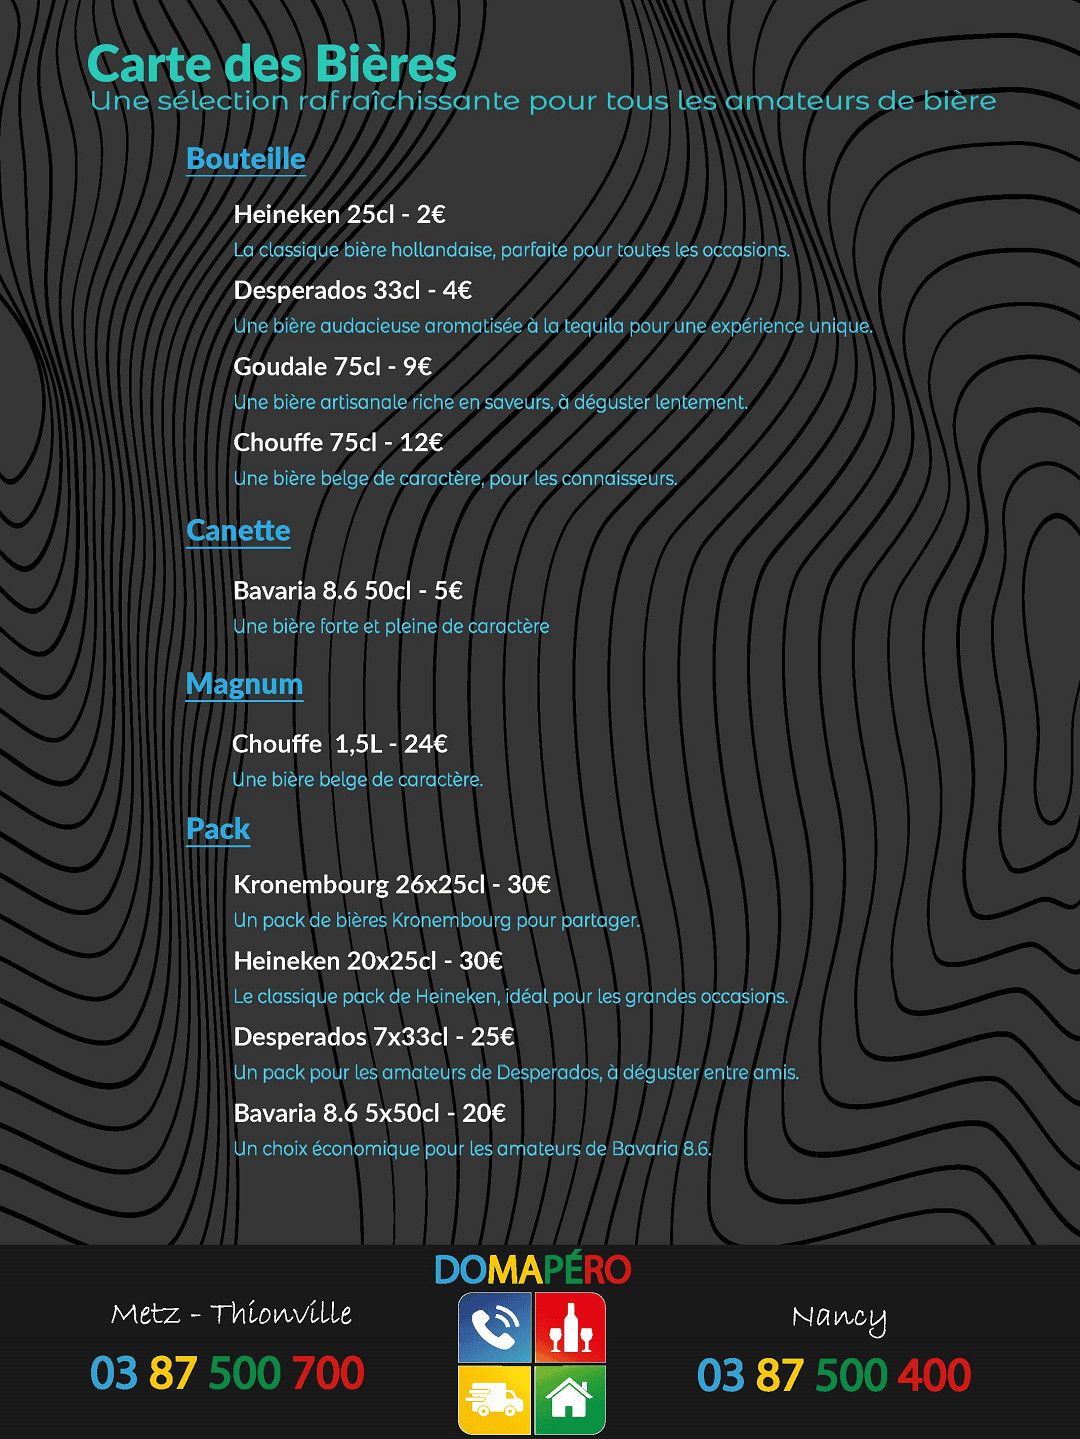 Carte des Bières
Une sélection rafraîchissante pour tous les amateurs de bière
Bouteille
Heineken 25cl - 2€
La classique bière hollandaise, parfaite pour toutes les occasions.
Desperados 33cl - 4€
Une bière audacieuse aromatisée à la tequila pour une expérience unique.
Goudale 75cl - 9€
Une bière artisanale riche en saveurs, à déguster lentement.
Chouffe 75cl - 12€
Une bière belge de caractère, pour les connaisseurs.
Canette
Bavaria 8.6 50cl - 5€
Une bière forte et pleine de caractère
Magnum
Chouffe 1,5L - 24€
Une bière belge de caractère.
Pack
Kronembourg 26x25cl - 30€
Un pack de bières Kronembourg pour partager.
Heineken 20x25cl - 30€
Le classique pack de Heineken, idéal pour les grandes occasions.
Desperados 7x33cl - 25€
Un pack pour les amateurs de Desperados, à déguster entre amis.
Bavaria 8.6 5x50cl - 20€
Un choix économique pour les amateurs de Bavaria 8.6.
DOMAPÉRO
Metz - Thionville
03 87 500 700
Nancy
03 87 500 400